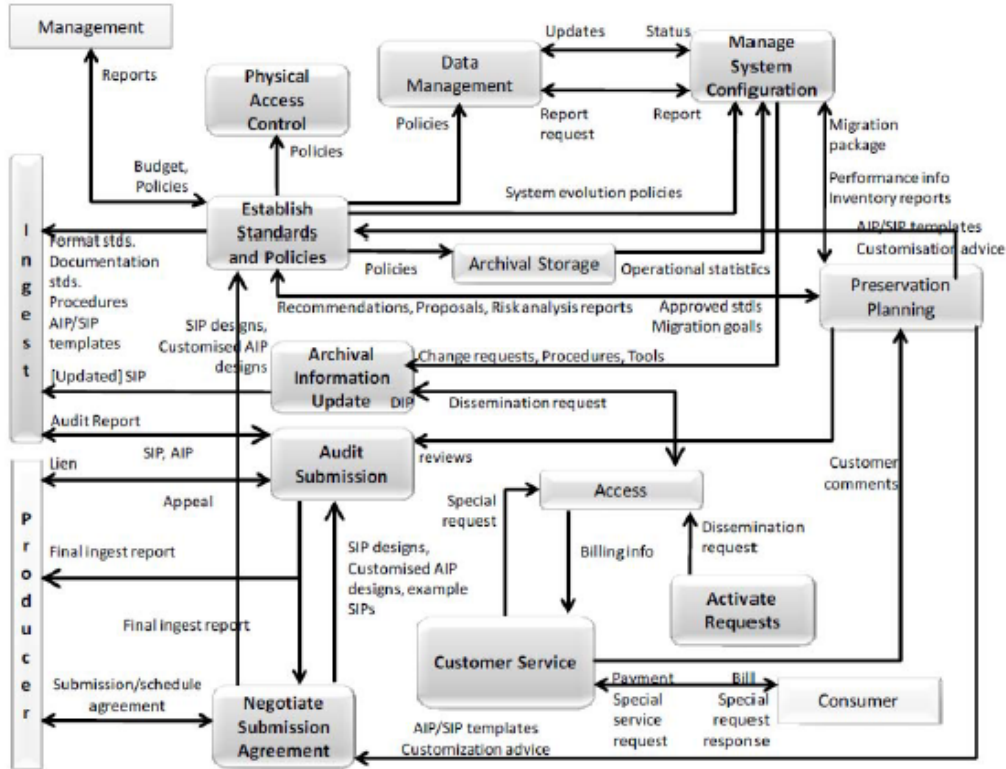 Management
Reports
Physical
Access
Control
Policies
Data
Management
Policies
Updates
Status
Report
request
Report
Manage
System
Configuration
Migration
package
Performance info
Inventory reports
Budget,
Policies
System evolution policies
AIP/SIP templates
Customisation advice
Ingest
Format stds.
Documentation
stds.
Procedures
AIP/SIP
templates
Establish
Standards
and Policies
Policies
Archival Storage
Operational statistics
Preservation
Planning
Recommendations, Proposals, Risk analysis reports
Approved stds
Migration goals
SIP designs,
Customised AIP
designs
Archival
Information
Update
Change requests, Procedures, Tools
DIP
Dissemination request
[Updated] SIP
Audit Report
SIP, AIP
Audit
Submission
reviews
Producer
Lien
Appeal
Special
request
Access
Customer
comments
Dissemination
request
Billing info
SIP designs,
Customised AIP
designs, example
SIPs
Final ingest report
Final ingest report
Activate
Requests
Customer Service
Payment
Special
service
request
Bill
Special
request
response
Consumer
Submission/schedule
agreement
Negotiate
Submission
Agreement
AIP/SIP templates
Customization advice